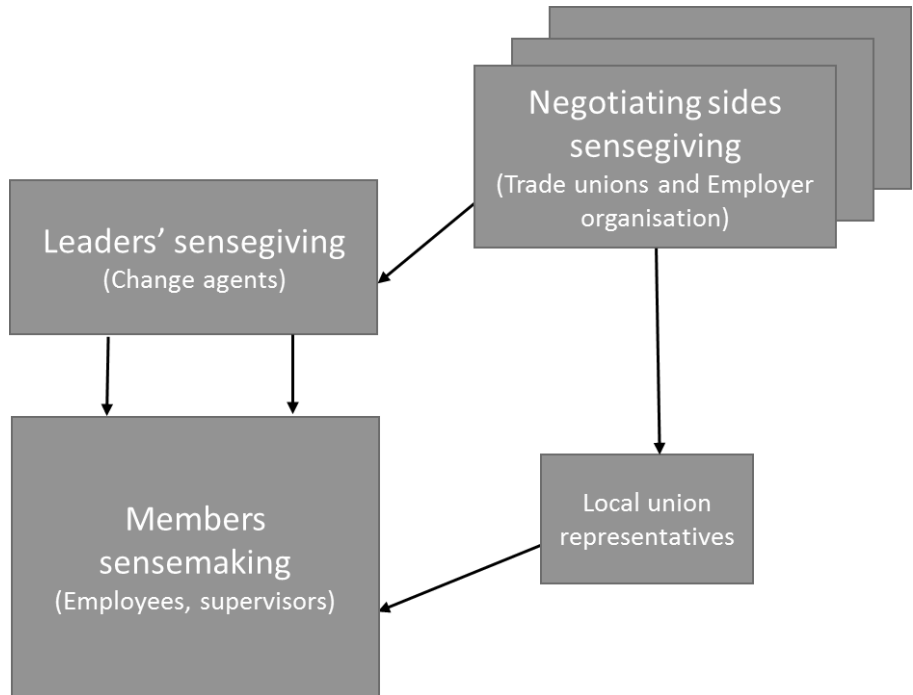 Negotiating sides
sensegiving
(Trade unions and Employer
organisation)
Leaders’ sensegiving
(Change agents)
Members
sensemaking
(Employees, supervisors)
Local union
representatives